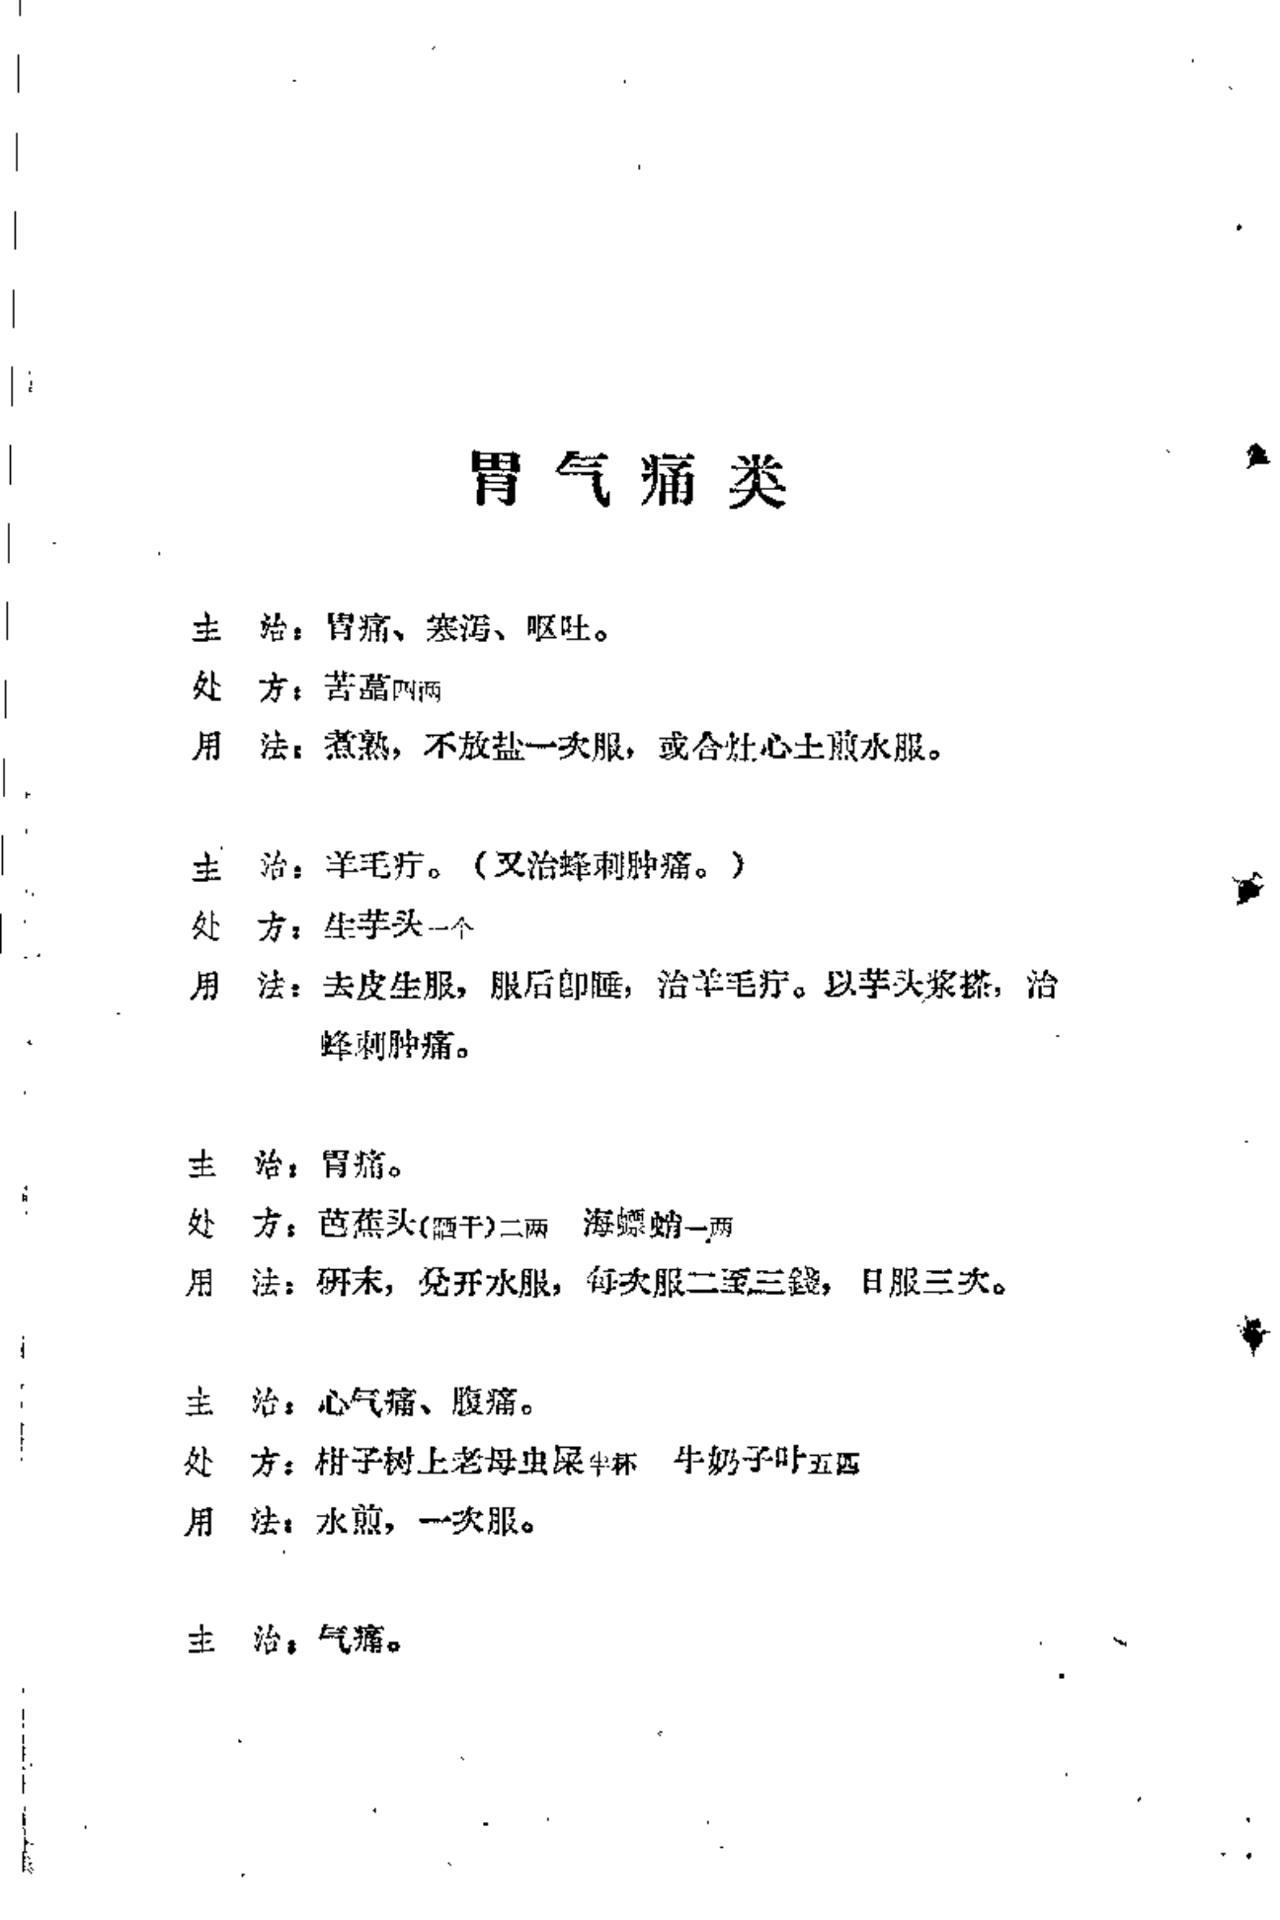 胃气痛类
主 治：胃痛、寒泻、呕吐。
处 方：苦藠四两
用 法：煮熟，不放盐一次服，或合灶心土煎水服。
主 治：羊毛疔。（又治蜂刺肿痛。）
处 方：生芋头一个
用 法：去皮生服，服后卽睡，治羊毛疔。以芋头浆搽，治
蜂刺肿痛。
主 治：胃痛。
处 方：芭蕉头（晒干）二两 海螵蛸一两
用 法：研末，兌开水服，每次服二至三錢，日服三次。
主 治：心气痛、腹痛。
处 方：柑子树上老母虫屎半杯 牛奶子叶五匹
用 法：水煎，一次服。
主 治：气痛。